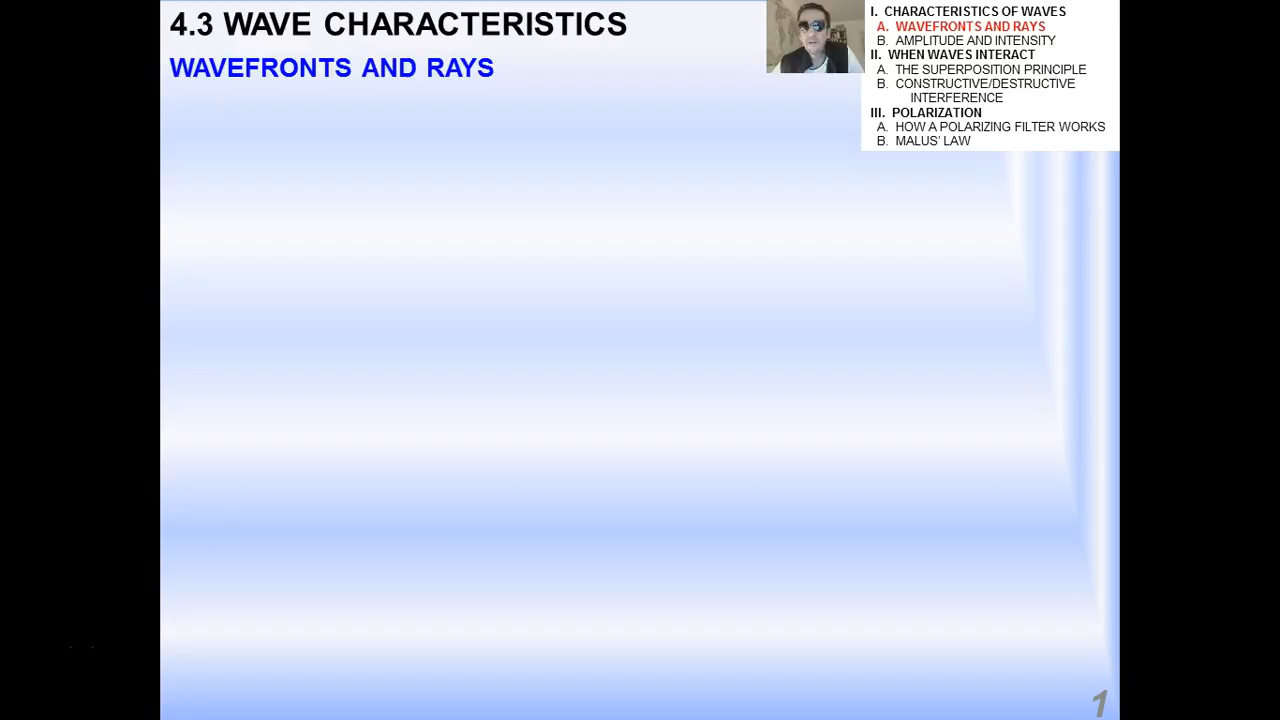 4.3 WAVE CHARACTERISTICS
WAVEFRONTS AND RAYS
I. CHARACTERISTICS OF WAVES
A. WAVEFRONTS AND RAYS
B. AMPLITUDE AND INTENSITY
II. WHEN WAVES INTERACT
A. THE SUPERPOSITION PRINCIPLE
B. CONSTRUCTIVE/DESTRUCTIVE
INTERFERENCE
III. POLARIZATION
A. HOW A POLARIZING FILTER WORKS
B. MALUS' LAW
1